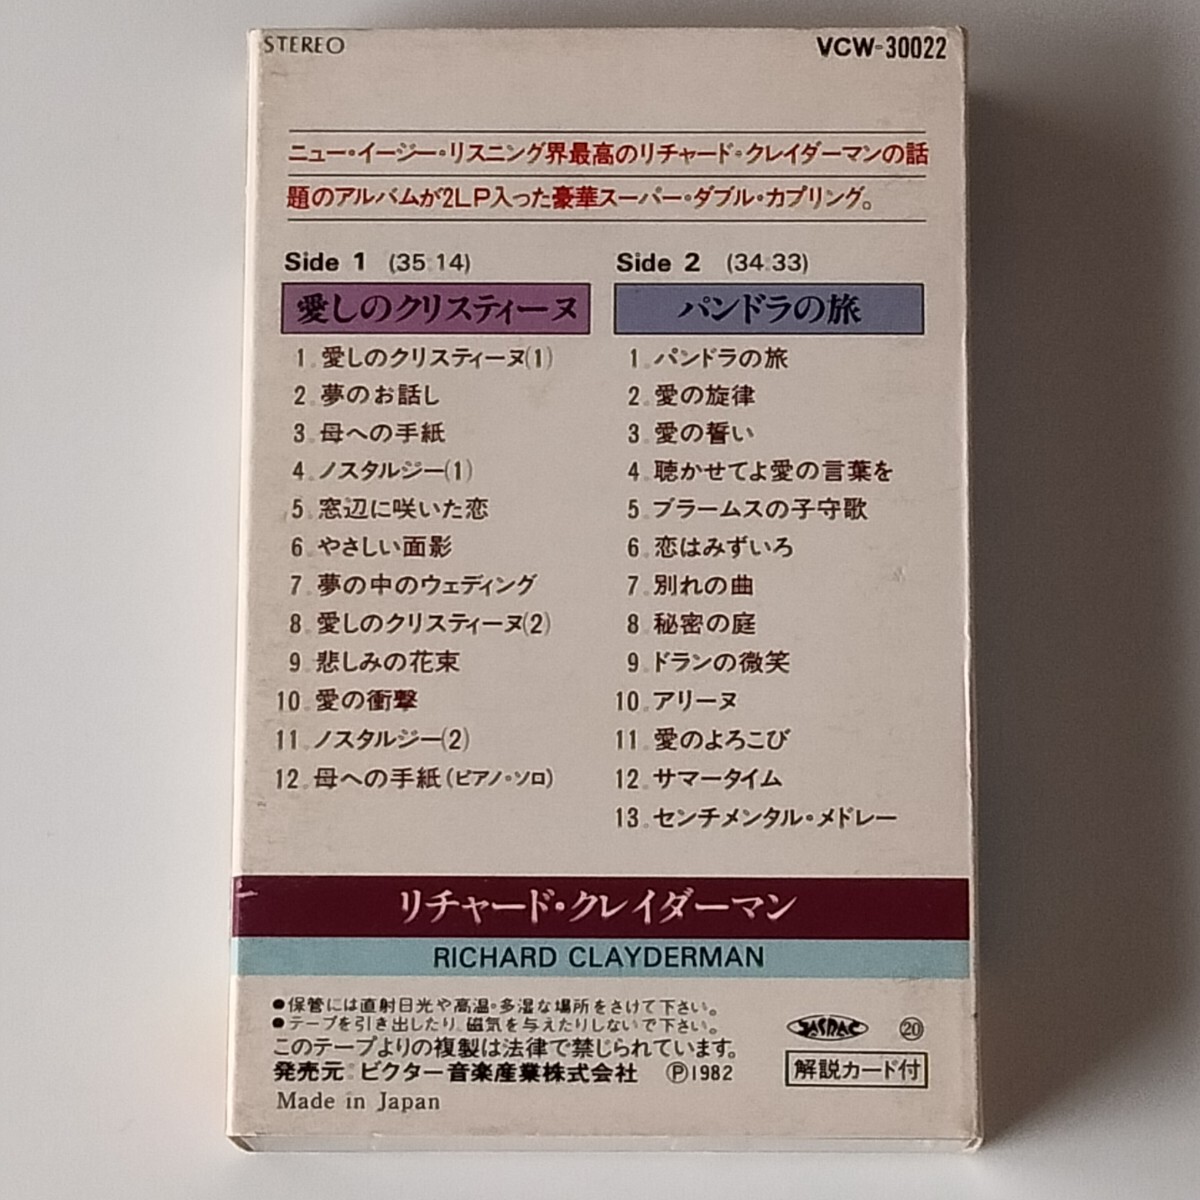 STEREO
VCW-30022
ニュー・イージー・リスニング界最高のリチャード・クレイダーマンの話
題のアルバムが2LP入った豪華スーパー・ダブル・カプリング。
Side 1 (35:14)
愛しのクリスティーヌ
1. 愛しのクリスティーヌ(1)
2. 夢のお話し
3. 母への手紙
4. ノスタルジー(1)
5. 窓辺に咲いた恋
6. やさしい面影
7. 夢の中のウェディング
8. 愛しのクリスティーヌ(2)
9. 悲しみの花束
10. 愛の衝撃
11. ノスタルジー(2)
12. 母への手紙(ピアノ・ソロ)
Side 2 (34:33)
パンドラの旅
1. パンドラの旅
2. 愛の旋律
3. 愛の誓い
4. 聴かせてよ愛の言葉を
5. ブラームスの子守歌
6. 恋はみずいろ
7. 別れの曲
8. 秘密の庭
9. ドランの微笑
10. アリーヌ
11. 愛のよろこび
12. サマータイム
13. センチメンタル・メドレー
リチャード・クレイダーマン
RICHARD CLAYDERMAN
●保管には直射日光や高温・多湿な場所をさけて下さい。
●テープを引き出したり、磁気を与えたりしないで下さい。
このテープよりの複製は法律で禁じられています。
発売元:ビクター音楽産業株式会社 Ⓟ1982
Made in Japan
JASRAC
⑳
解説カード付